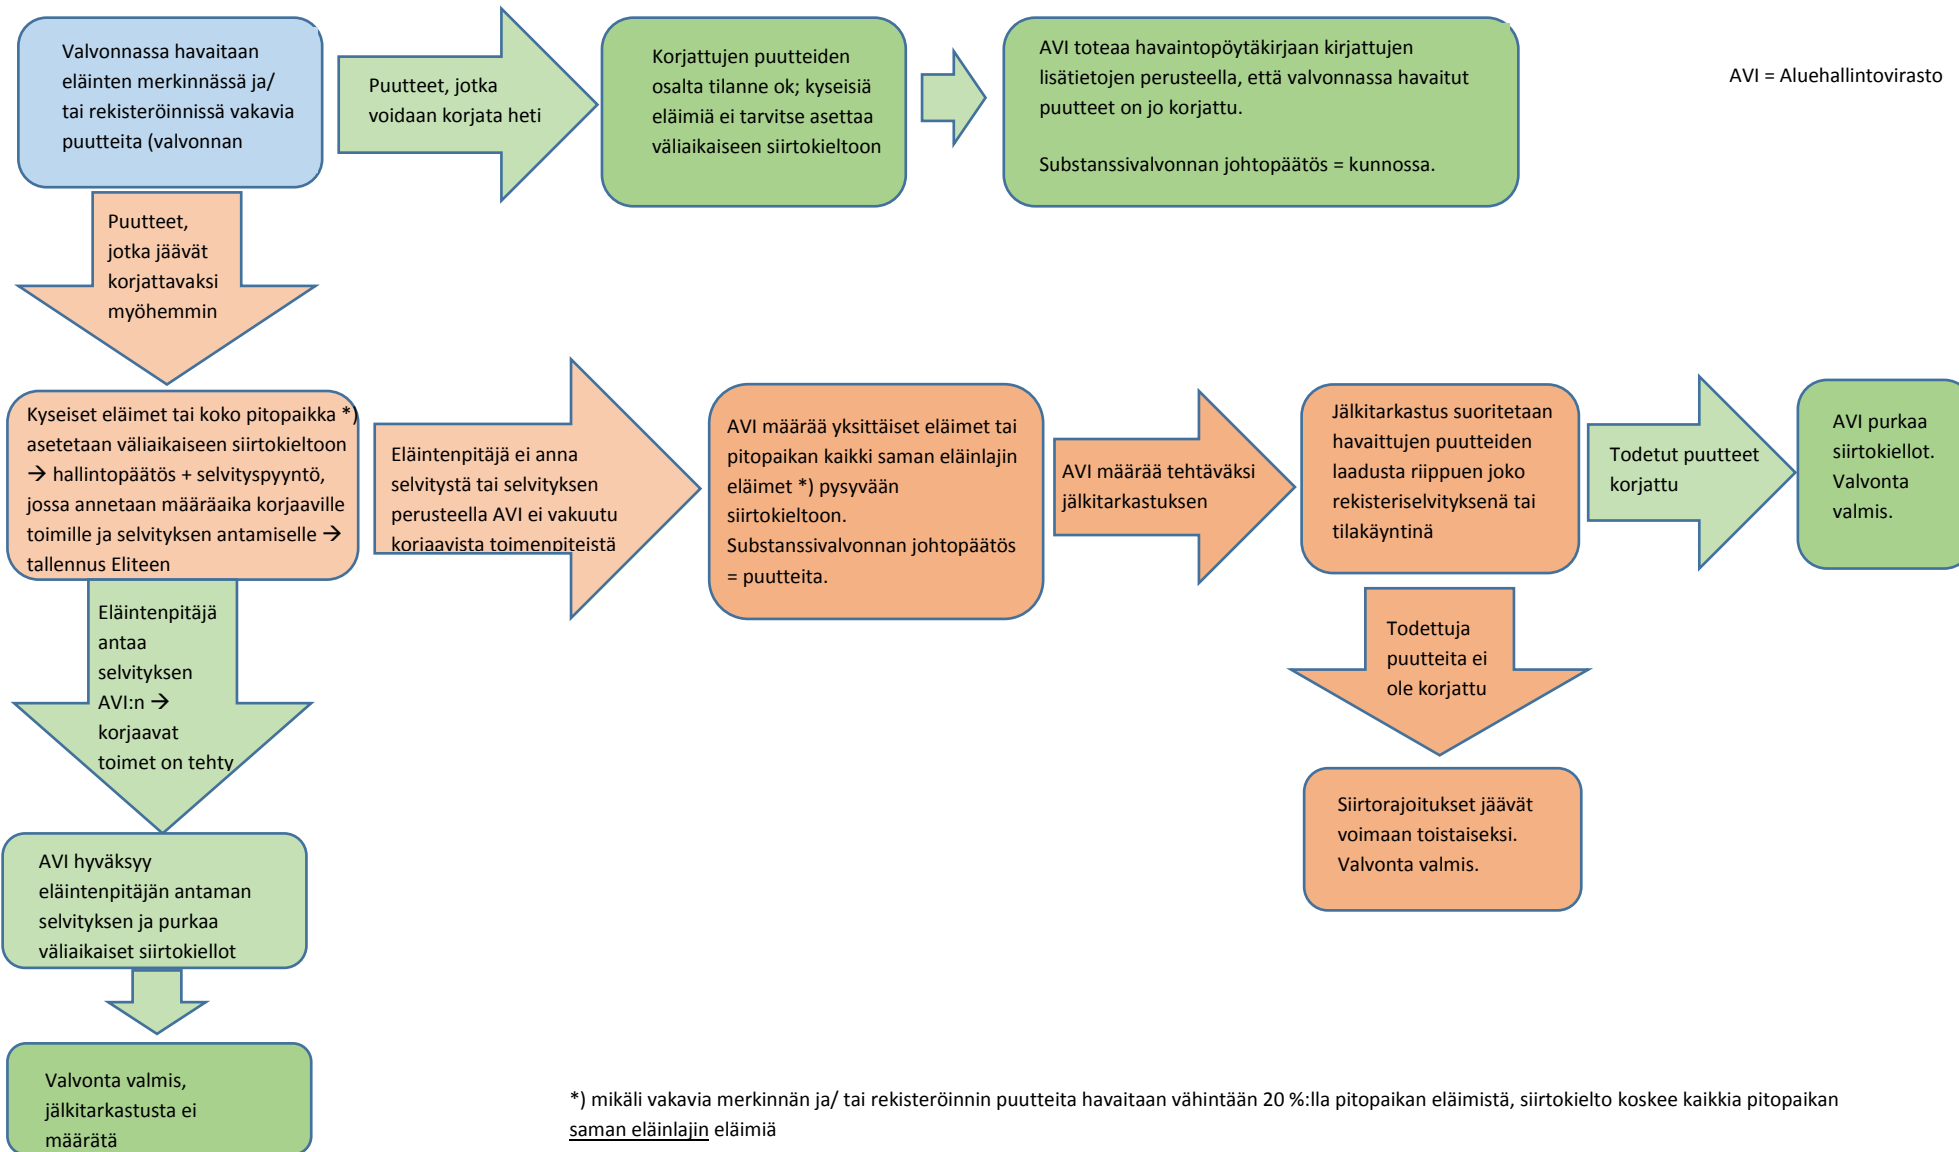 Valvonnassa havaitaan
eläinten merkinnässä ja/
tai rekisteröinnissä vakavia
puutteita (valvonnan
Puutteet, jotka
voidaan korjata heti
Korjattujen puutteiden
osalta tilanne ok; kyseisiä
eläimiä ei tarvitse asettaa
väliaikaiseen siirtokieltoon
AVI toteaa havaintopöytäkirjaan kirjattujen
lisätietojen perusteella, että valvonnassa havaitut
puutteet on jo korjattu.
Substanssivalvonnan johtopäätös = kunnossa.
AVI = Aluehallintovirasto
Puutteet,
jotka jäävät
korjattavaksi
myöhemmin
Kyseiset eläimet tai koko pitopaikka *)
asetetaan väliaikaiseen siirtokieltoon
→ hallintopäätös + selvityspyyntö,
jossa annetaan määräaika korjaaville
toimille ja selvityksen antamiselle →
tallennus Eliteen
Eläintenpitäjä ei anna
selvitystä tai selvityksen
perusteella AVI ei vakuutu
korjaavista toimenpiteistä
AVI määrää yksittäiset eläimet tai
pitopaikan kaikki saman eläinlajin
eläimet *) pysyvään
siirtokieltoon.
Substanssivalvonnan johtopäätös
= puutteita.
AVI määrää tehtäväksi
jälkitarkastuksen
Jälkitarkastus suoritetaan
havaittujen puutteiden
laadusta riippuen joko
rekisteriselvityksenä tai
tilakäyntinä
Todetut puutteet
korjattu
AVI purkaa
siirtokiellot.
Valvonta
valmis.
Eläintenpitäjä
antaa
selvityksen
AVI:n →
korjaavat
toimet on tehty
Todettuja
puutteita ei
ole korjattu
Siirtorajoitukset jäävät
voimaan toistaiseksi.
Valvonta valmis.
AVI hyväksyy
eläintenpitäjän antaman
selvityksen ja purkaa
väliaikaiset siirtokiellot
Valvonta valmis,
jälkitarkastusta ei
määrätä
*) mikäli vakavia merkinnän ja/ tai rekisteröinnin puutteita havaitaan vähintään 20 %:lla pitopaikan eläimistä, siirtokielto koskee kaikkia pitopaikan
saman eläinlajin eläimiä